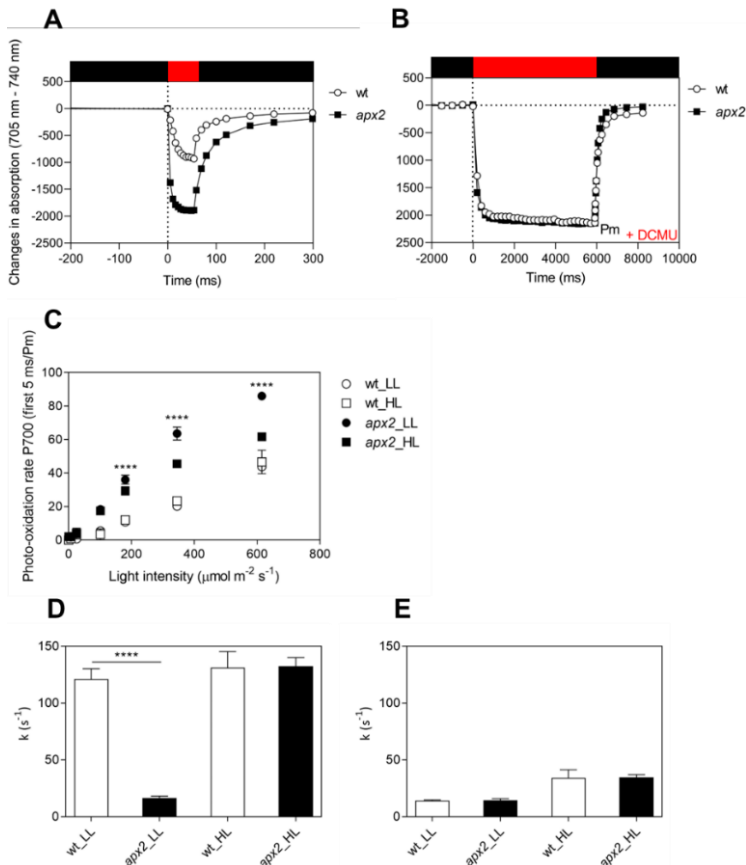 A
Changes in absorption (705 nm - 740 nm)
500
0
-500
-1000
-1500
-2000
-2500
-200 -100 0 100 200 300
Time (ms)
wt
apx2
B
500
0
500
1000
1500
2000
2500
Pm + DCMU
-2000 0 2000 4000 6000 8000 10000
Time (ms)
wt
apx2
C
Photo-oxidation rate P700 (first 5 ms/Pm)
100
80
60
40
20
0
**** **** ****
0 200 400 600 800
Light intensity (μmol m-2 s-1)
wt_LL
wt_HL
apx2_LL
apx2_HL
D
k (s-1)
150
100
50
0
****
wt_LL apx2_LL wt_HL apx2_HL
E
k (s-1)
150
100
50
0
wt_LL apx2_LL wt_HL apx2_HL